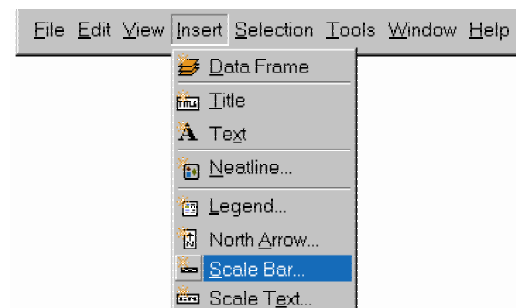 File Edit View Insert Selection Tools Window Help
Data Frame
Title
Text
Neatline...
Legend...
North Arrow...
Scale Bar...
Scale Text...